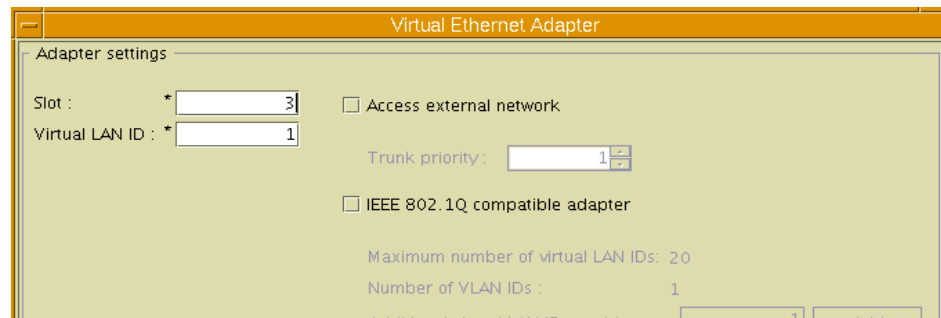 Virtual Ethernet Adapter
Adapter settings
Slot : * 3
Access external network
Virtual LAN ID : * 1
Trunk priority : 1
IEEE 802.1Q compatible adapter
Maximum number of virtual LAN IDs: 20
Number of VLAN IDs : 1
1